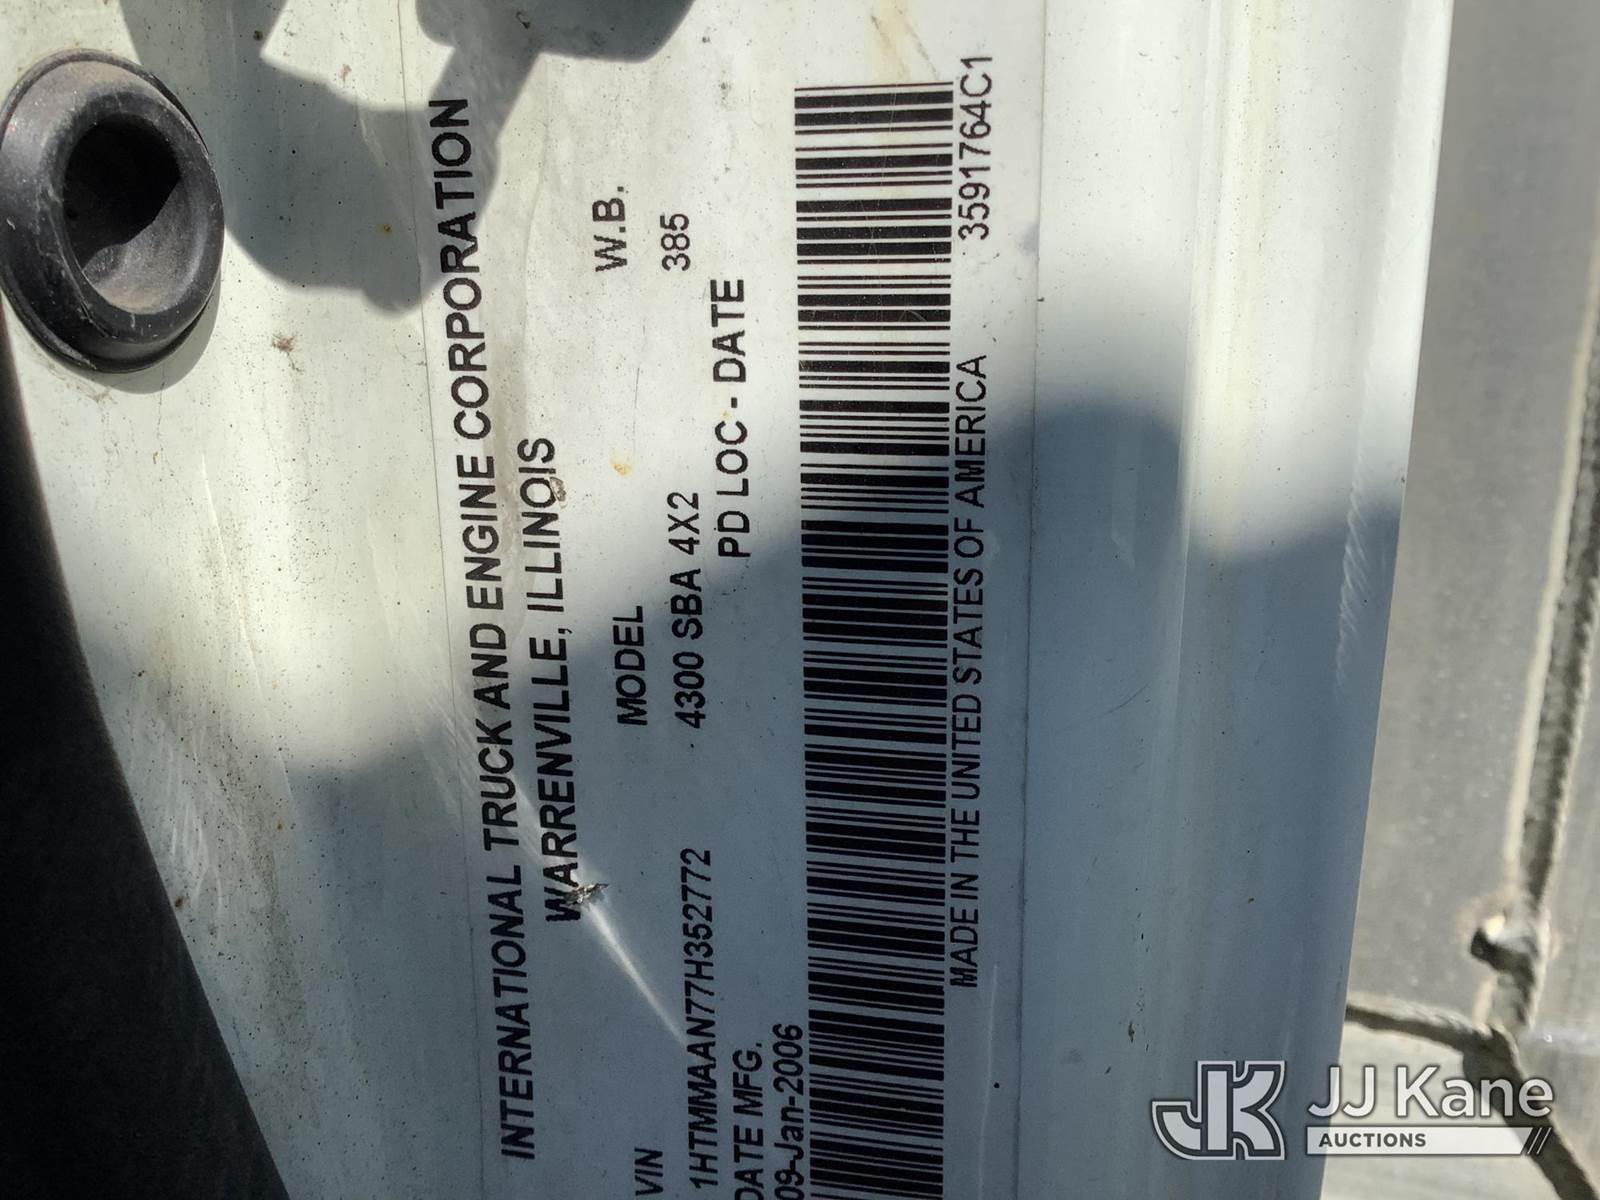 INTERNATIONAL TRUCK AND ENGINE CORPORATION
WARRENVILLE, ILLINOIS
VIN MODEL W.B.
1HTMMAAN77H352772 4300 SBA 4X2 385
DATE MFG. PD LOC - DATE
09-Jan-2006
MADE IN THE UNITED STATES OF AMERICA 3591764C1
JK JJ Kane
AUCTIONS